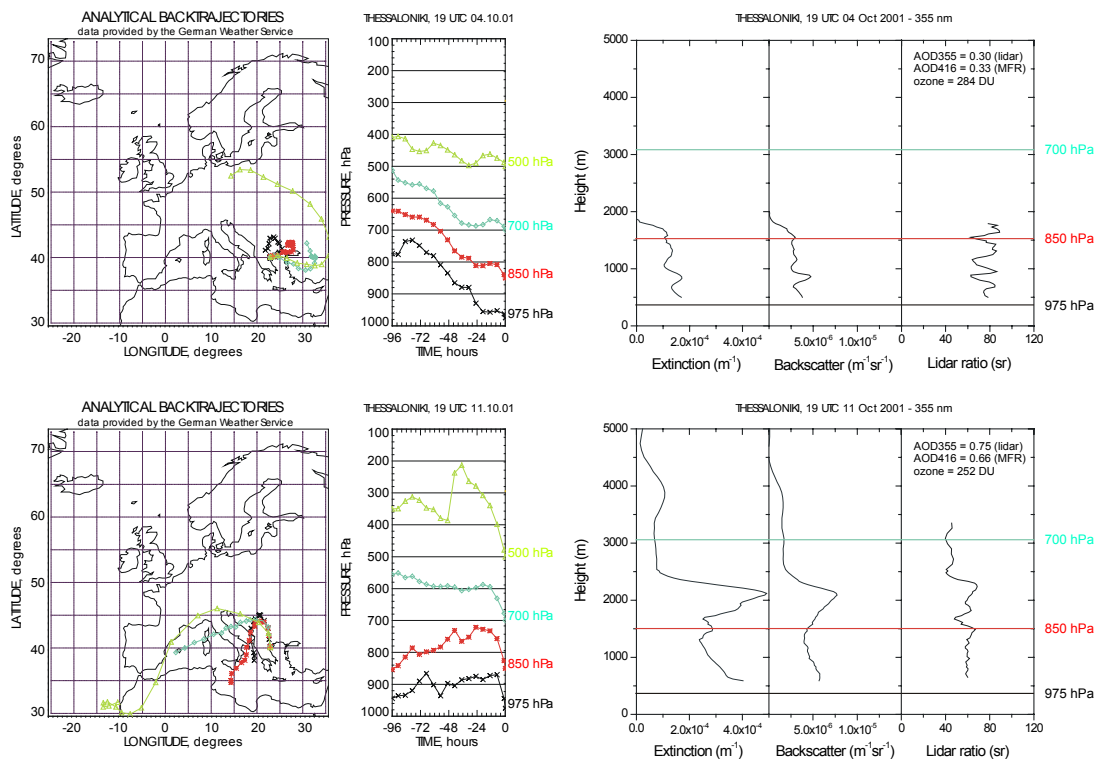 ANALYTICAL BACKTRAJECTORIES
data provided by the German Weather Service
70
60
50
40
30
LATITUDE, degrees
-20
-10
0
10
20
30
LONGITUDE, degrees
THESSALONIKI, 19 UTC 04.10.01
100
200
300
400
500
600
700
800
900
1000
PRESSURE, hPa
-96
-72
-48
-24
0
TIME, hours
500 hPa
700 hPa
850 hPa
975 hPa
THESSALONIKI, 19 UTC 04 Oct 2001 - 355 nm
5000
4000
3000
2000
1000
0
Height (m)
AOD355 = 0.30 (lidar)
AOD416 = 0.33 (MFR)
ozone = 284 DU
700 hPa
850 hPa
975 hPa
0.0
2.0x10⁻⁴
4.0x10⁻⁴
Extinction (m⁻¹)
5.0x10⁻⁶
1.0x10⁻⁵
Backscatter (m⁻¹sr⁻¹)
0
40
80
120
Lidar ratio (sr)
ANALYTICAL BACKTRAJECTORIES
data provided by the German Weather Service
70
60
50
40
30
LATITUDE, degrees
-20
-10
0
10
20
30
LONGITUDE, degrees
THESSALONIKI, 19 UTC 11.10.01
100
200
300
400
500
600
700
800
900
1000
PRESSURE, hPa
-96
-72
-48
-24
0
TIME, hours
500 hPa
700 hPa
850 hPa
975 hPa
THESSALONIKI, 19 UTC 11 Oct 2001 - 355 nm
5000
4000
3000
2000
1000
0
Height (m)
AOD355 = 0.75 (lidar)
AOD416 = 0.66 (MFR)
ozone = 252 DU
700 hPa
850 hPa
975 hPa
0.0
2.0x10⁻⁴
4.0x10⁻⁴
Extinction (m⁻¹)
5.0x10⁻⁶
1.0x10⁻⁵
Backscatter (m⁻¹sr⁻¹)
0
40
80
120
Lidar ratio (sr)